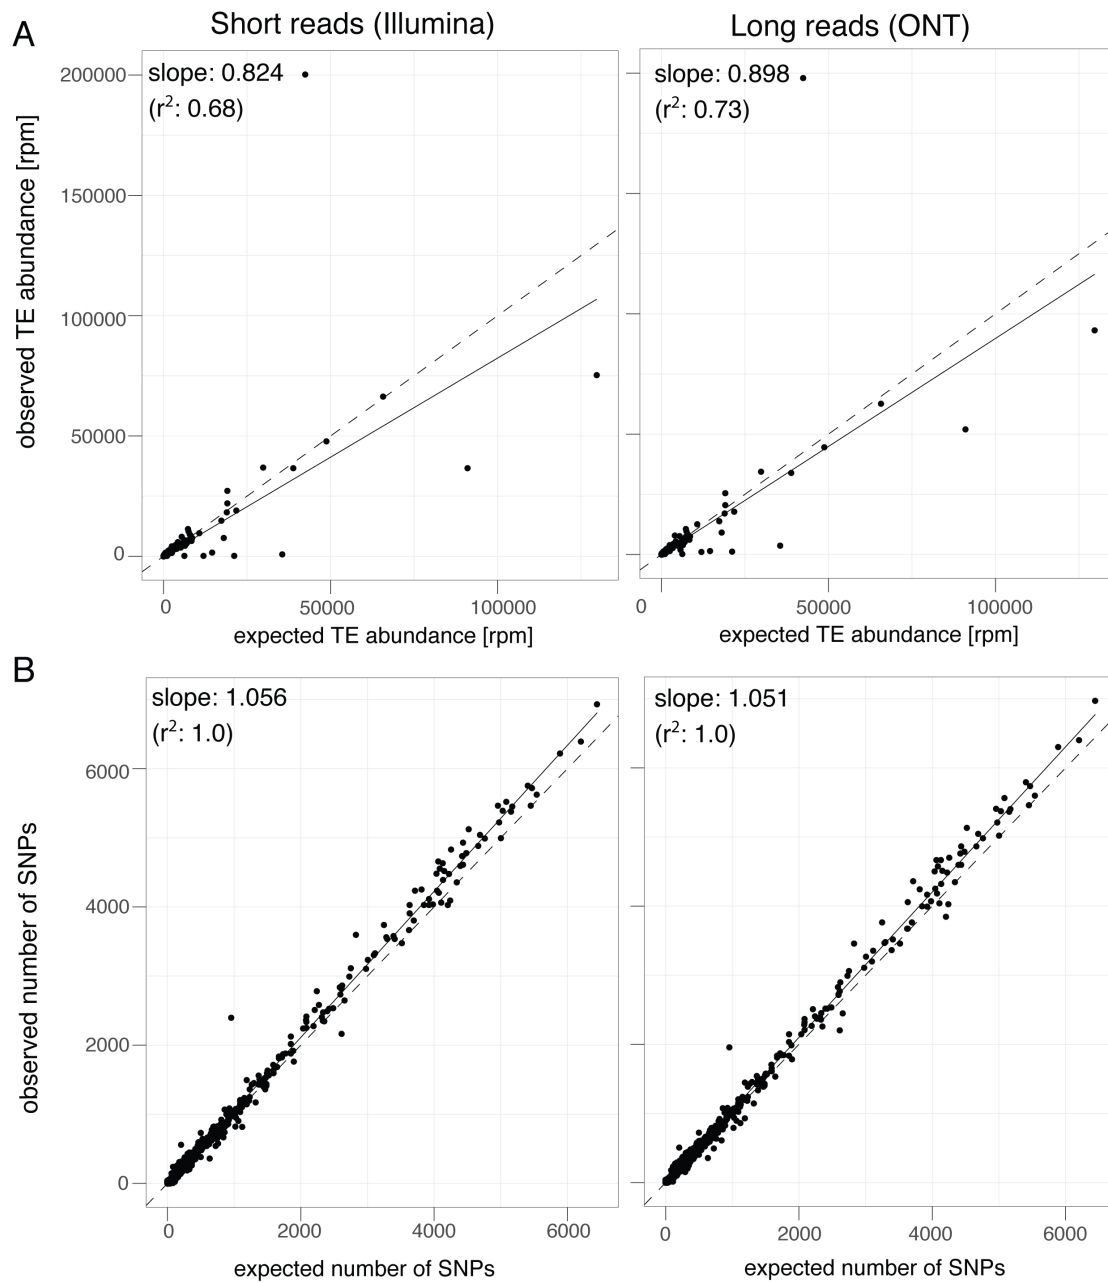 A
Short reads (Illumina)
Long reads (ONT)
slope: 0.824
(r²: 0.68)
slope: 0.898
(r²: 0.73)
observed TE abundance [rpm]
200000
150000
100000
50000
0
0
50000
100000
0
50000
100000
expected TE abundance [rpm]
expected TE abundance [rpm]
B
slope: 1.056
(r²: 1.0)
slope: 1.051
(r²: 1.0)
observed number of SNPs
6000
4000
2000
0
0
2000
4000
6000
0
2000
4000
6000
expected number of SNPs
expected number of SNPs